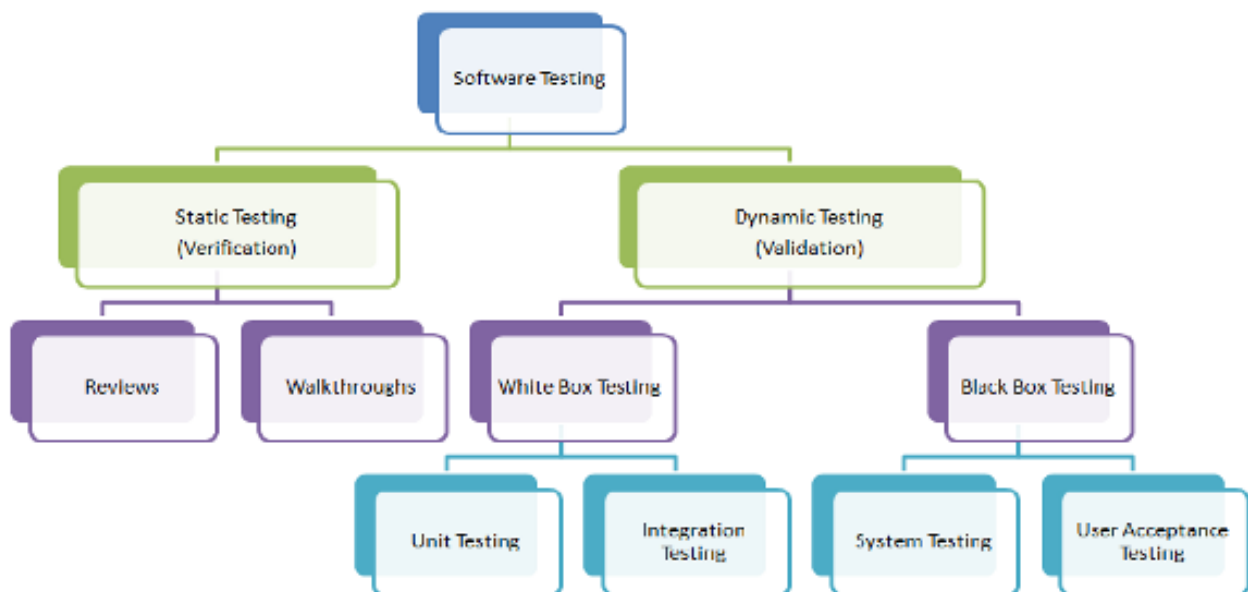 Software Testing
Static Testing
(Verification)
Dynamic Testing
(Validation)
Reviews
Walkthroughs
White Box Testing
Black Box Testing
Unit Testing
Integration
Testing
System Testing
User Acceptance
Testing